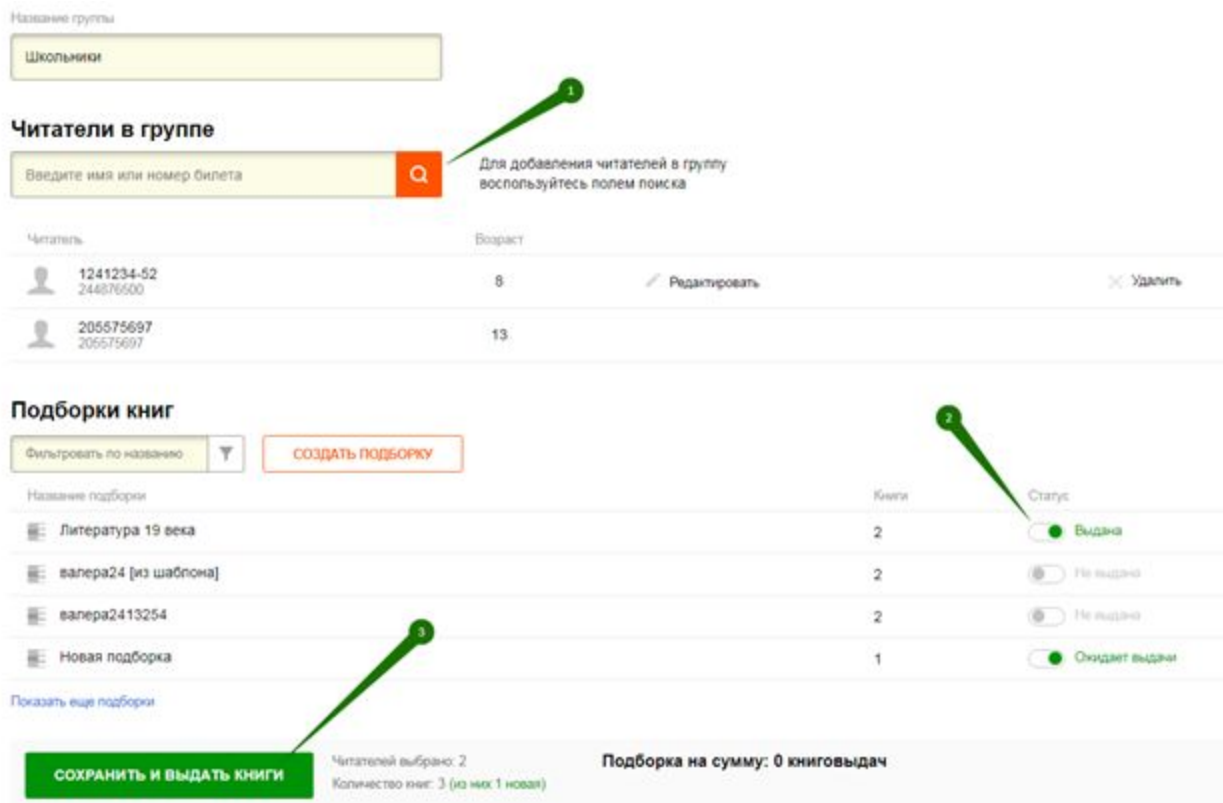 Название группы
Школьники
1
Читатели в группе
Введите имя или номер билета
Для добавления читателей в группу
воспользуйтесь полем поиска
Читатель Возраст
1241234-52
244876500
8 Редактировать Удалить
205575697
205575697
13
Подборки книг
2
Фильтровать по названию СОЗДАТЬ ПОДБОРКУ
Название подборки Книги Статус
Литература 19 века 2 Выдана
валера24 [из шаблона] 2 Не выдана
валера2413254 2 Не выдана
3
Новая подборка 1 Ожидает выдачи
Показать еще подборки
СОХРАНИТЬ И ВЫДАТЬ КНИГИ
Читателей выбрано: 2
Количество книг: 3 (из них 1 новая)
Подборка на сумму: 0 книговыдач